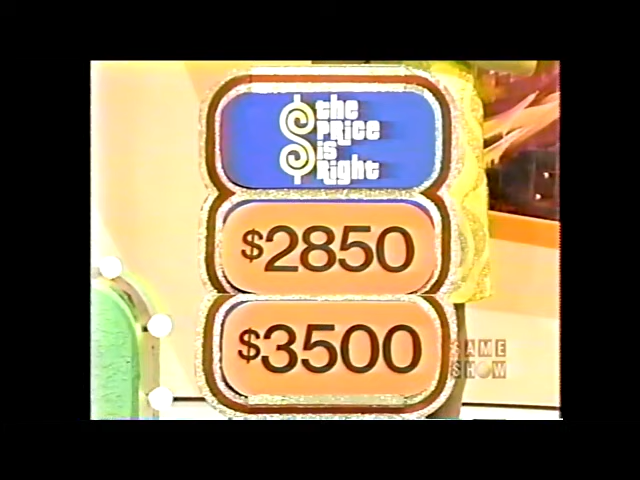 the
PRICE
is
Right
$2850
$3500
GAME
SHOW